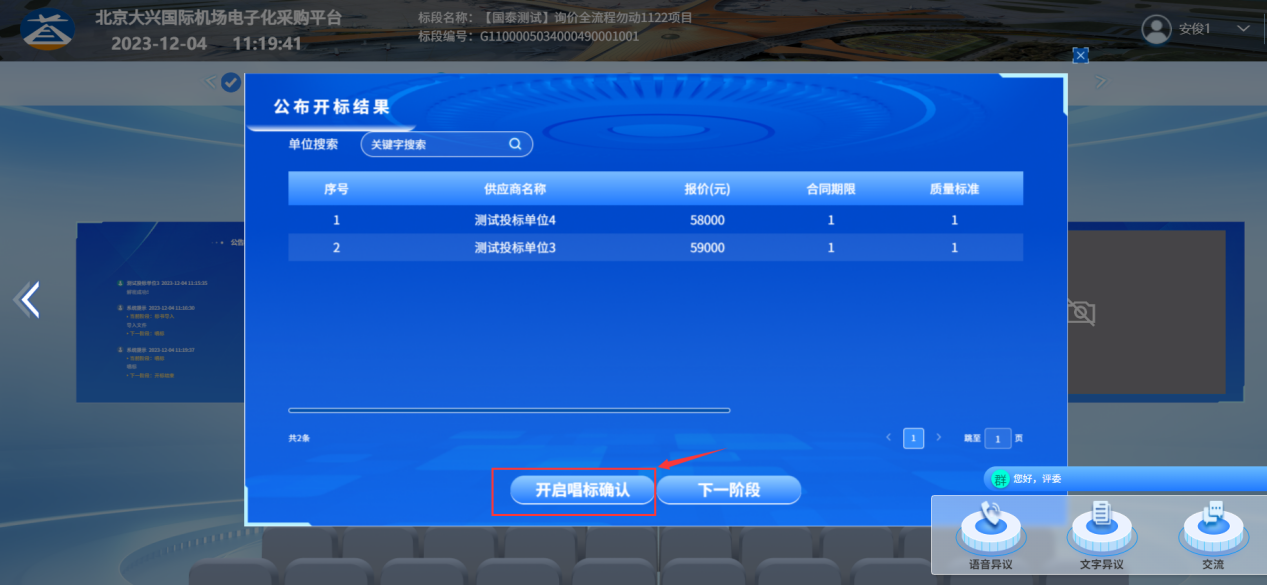 北京大兴国际机场电子化采购平台
2023-12-04 11:19:41
标段名称：【国泰测试】询价全流程勿动1122项目
标段编号：G1100005034000490001001
安俊1
公布开标结果
单位搜索 关键字搜索
序号 供应商名称 报价(元) 合同期限 质量标准
1 测试投标单位4 58000 1 1
2 测试投标单位3 59000 1 1
共2条 1 跳至 1 页
开启唱标确认 下一阶段
群 您好，评委
语音异议 文字异议 交流